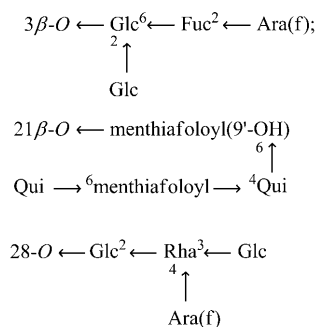 3β-O ← Glc⁶ ← Fuc² ← Ara(f);
2
↑
Glc
21β-O ← menthiafoloyl(9'-OH)
6
↑
Qui → ⁶menthiafoloyl → ⁴Qui
28-O ← Glc² ← Rha³ ← Glc
4
↑
Ara(f)